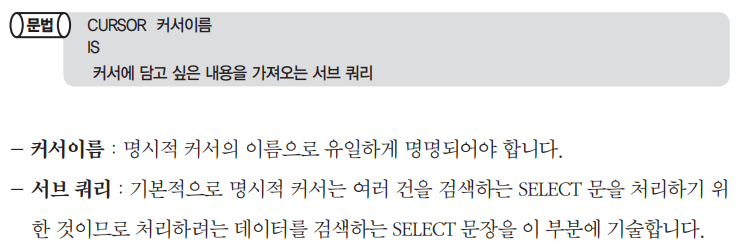 문법 CURSOR 커서이름
IS
커서에 담고 싶은 내용을 가져오는 서브 쿼리
– 커서이름 : 명시적 커서의 이름으로 유일하게 명명되어야 합니다.
– 서브 쿼리 : 기본적으로 명시적 커서는 여러 건을 검색하는 SELECT 문을 처리하기 위
한 것이므로 처리하려는 데이터를 검색하는 SELECT 문장을 이 부분에 기술합니다.